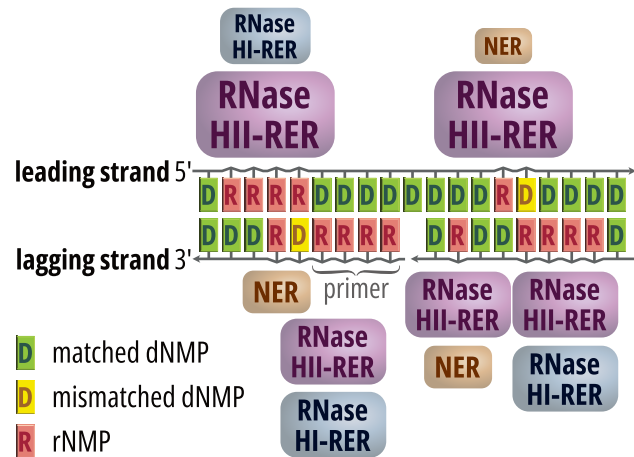 RNase
HI-RER
NER
RNase
HII-RER
RNase
HII-RER
leading strand 5'
D R R R R D D D D D D D D R D D D D D
D D D R D R R R R D R D D R R R R D
lagging strand 3'
primer
NER
RNase
HII-RER
RNase
HII-RER
RNase
HII-RER
NER
RNase
HI-RER
RNase
HI-RER
D matched dNMP
D mismatched dNMP
R rNMP